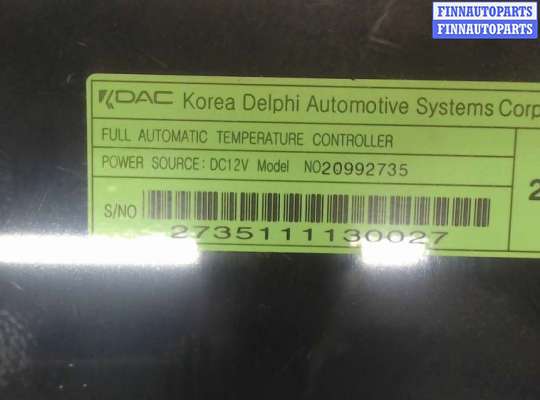 FINNAUTOPARTS
FINNAUTOPARTS
KDAC Korea Delphi Automotive Systems Corp
FULL AUTOMATIC TEMPERATURE CONTROLLER
POWER SOURCE: DC12V Model NO20992735
S/NO
2735111130027
2